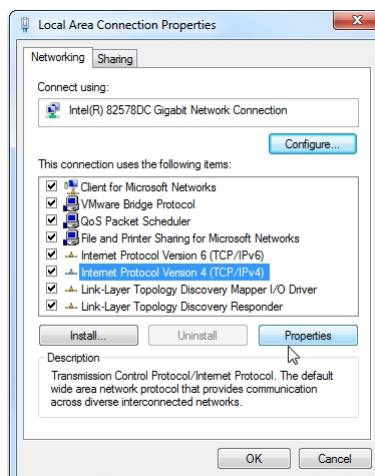 Local Area Connection Properties
Networking
Sharing
Connect using:
Intel(R) 82578DC Gigabit Network Connection
Configure...
This connection uses the following items:
Client for Microsoft Networks
VMware Bridge Protocol
QoS Packet Scheduler
File and Printer Sharing for Microsoft Networks
Internet Protocol Version 6 (TCP/IPv6)
Internet Protocol Version 4 (TCP/IPv4)
Link-Layer Topology Discovery Mapper I/O Driver
Link-Layer Topology Discovery Responder
Install...
Uninstall
Properties
Description
Transmission Control Protocol/Internet Protocol. The default
wide area network protocol that provides communication
across diverse interconnected networks.
OK
Cancel